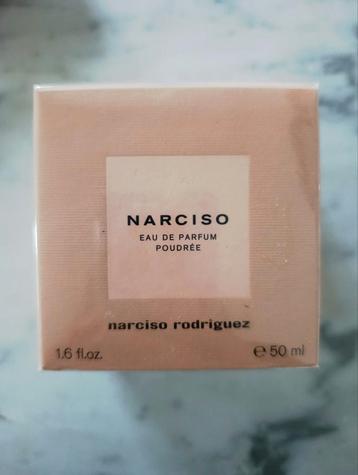 NARCISO
EAU DE PARFUM
POUDRÉE
narciso rodriguez
1.6 fl.oz. ℮ 50 ml